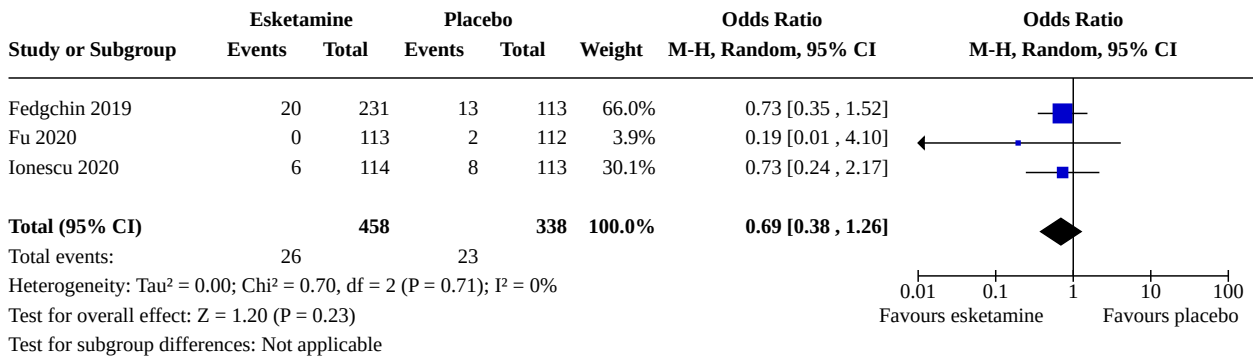 Esketamine Placebo Odds Ratio Odds Ratio
Study or Subgroup Events Total Events Total Weight M-H, Random, 95% CI M-H, Random, 95% CI
Fedgchin 2019 20 231 13 113 66.0% 0.73 [0.35 , 1.52]
Fu 2020 0 113 2 112 3.9% 0.19 [0.01 , 4.10]
Ionescu 2020 6 114 8 113 30.1% 0.73 [0.24 , 2.17]
Total (95% CI) 458 338 100.0% 0.69 [0.38 , 1.26]
Total events: 26 23
Heterogeneity: Tau² = 0.00; Chi² = 0.70, df = 2 (P = 0.71); I² = 0%
0.01 0.1 1 10 100
Test for overall effect: Z = 1.20 (P = 0.23) Favours esketamine Favours placebo
Test for subgroup differences: Not applicable